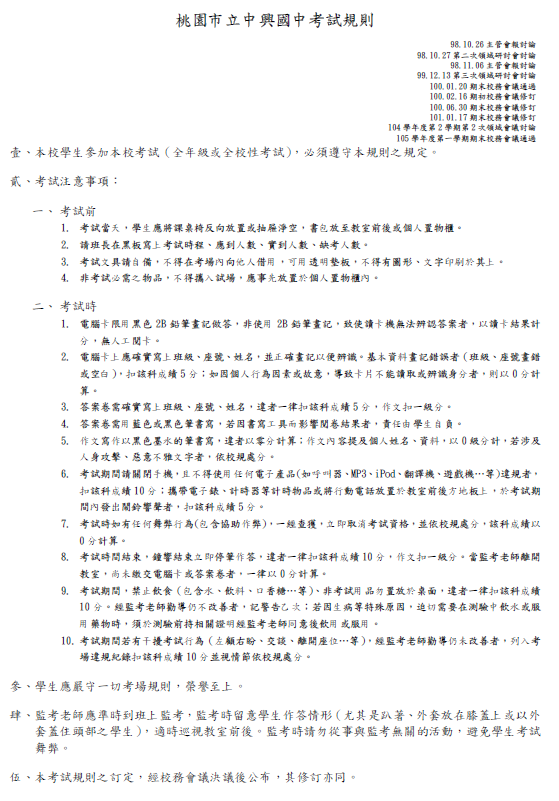 桃園市立中興國中考試規則
98.10.26 主管會報討論
98.10.27 第二次領域研討會討論
98.11.06 主管會討論
99.12.13 第三次領域研討會討論
100.01.20 期末校務會議通過
100.02.16 期初校務會議修訂
100.06.30 期末校務會議修訂
101.01.17 期末校務會議修訂
104 學年度第 2 學期第 2 次領域會討論
105 學年度第一學期期末校務會議通過
壹、本校學生參加本校考試(全年級或全校性考試),必須遵守本規則之規定。
貳、考試注意事項：
一、 考試前
1. 考試當天,學生應將課桌椅反向放置或抽屜淨空,書包放至教室前後或個人置物櫃。
2. 請班長在黑板寫上考試時程、應到人數、實到人數、缺考人數。
3. 考試文具請自備,不得在考場內向他人借用,可用透明墊板,不得有圖形、文字印刷於其上。
4. 非考試必需之物品,不得攜入試場,應事先放置於個人置物櫃內。
二、 考試時
1. 電腦卡限用黑色 2B 鉛筆畫記做答,非使用 2B 鉛筆畫記,致使讀卡機無法辨認答案者,以讀卡結果計
分,無人工閱卡。
2. 電腦卡上應確實寫上班級、座號、姓名,並正確畫記以便辨識。基本資料畫記錯誤者(班級、座號畫錯
或空白),扣該科成績 5 分;如因個人行為因素或故意,導致卡片不能讀取或辨識身分者,則以 0 分計
算。
3. 答案卷需確實寫上班級、座號、姓名,違者一律扣該科成績 5 分,作文扣一級分。
4. 答案卷需用藍色或黑色筆書寫,若因書寫工具而影響閱卷結果者,責任由學生自負。
5. 作文寫作以黑色墨水的筆書寫,違者以零分計算;作文內容提及個人姓名、資料,以 0 級分計,若涉及
人身攻擊、惡意不雅文字者,依校規處分。
6. 考試期間請關閉手機,且不得使用任何電子產品(如呼叫器、MP3、iPod、翻譯機、遊戲機…等)違規者,
扣該科成績 10 分;攜帶電子錶、計時器等計時物品或將行動電話放置於教室前後方地板上,於考試期
間內發出鬧鈴響聲者,扣該科成績 5 分。
7. 考試時如有任何舞弊行為(包含協助作弊),一經查獲,立即取消考試資格,並依校規處分,該科成績以
0 分計算。
8. 考試時間結束,鐘響結束立即停筆作答,違者一律扣該科成績 10 分,作文扣一級分。當監考老師離開
教室,尚未繳交電腦卡或答案卷者,一律以 0 分計算。
9. 考試期間,禁止飲食(包含水、飲料、口香糖…等)、非考試用品勿置放於桌面,違者一律扣該科成績
10 分。經監考老師勸導仍不改善者,記警告乙次;若因生病等特殊原因,迫切需要在測驗中飲水或服
用藥物時,須於測驗前持相關證明經監考老師同意後飲用或服用。
10. 考試期間若有干擾考試行為(左顧右盼、交談、離開座位…等),經監考老師勸導仍未改善者,列入考
場違規紀錄扣該科成績 10 分並視情節依校規處分。
參、學生應嚴守一切考場規則,榮譽至上。
肆、監考老師應準時到班上監考,監考時留意學生作答情形(尤其是趴著、外套放在膝蓋上或以外
套蓋住頭部之學生),適時巡視教室前後。監考時請勿從事與監考無關的活動,避免學生考試
舞弊。
伍、本考試規則之訂定,經校務會議決議後公布,其修訂亦同。